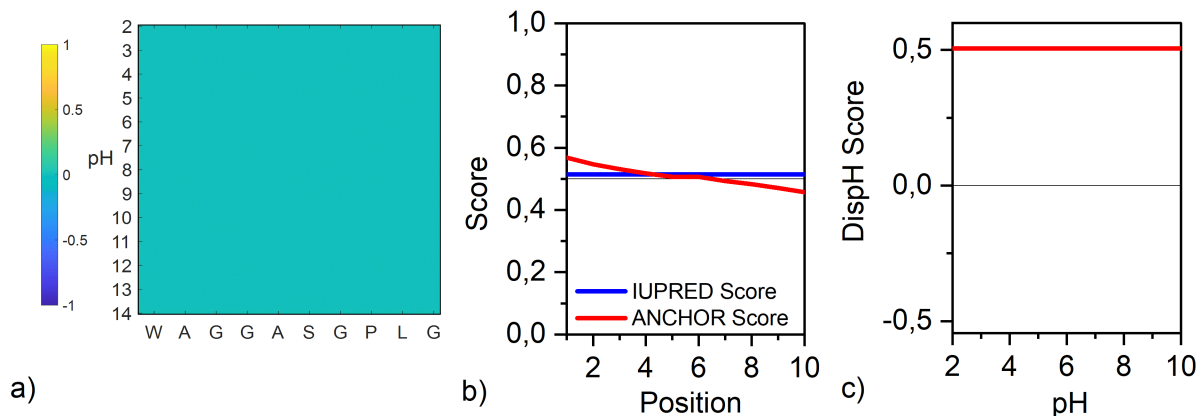 1
0.5
0
-0.5
-1
pH
2
3
4
5
6
7
8
9
10
11
12
13
14
W A G G A S G P L G
a)
Score
1,0
0,8
0,6
0,4
0,2
0,0
IUPRED Score
ANCHOR Score
2 4 6 8 10
Position
b)
DispH Score
0,5
0,0
-0,5
2 4 6 8 10
pH
c)